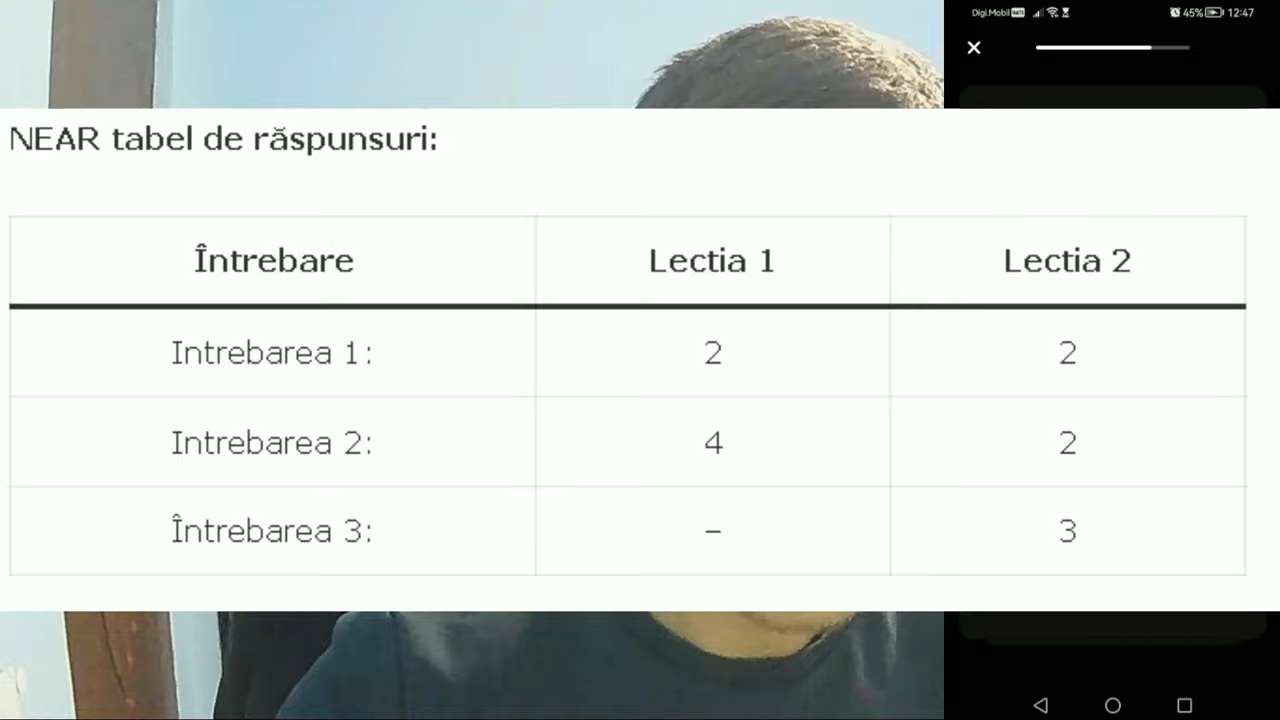 Digi.Mobil VoLTE 45% 12:47
NEAR tabel de răspunsuri:
Întrebare Lectia 1 Lectia 2
Intrebarea 1: 2 2
Intrebarea 2: 4 2
Întrebarea 3: – 3